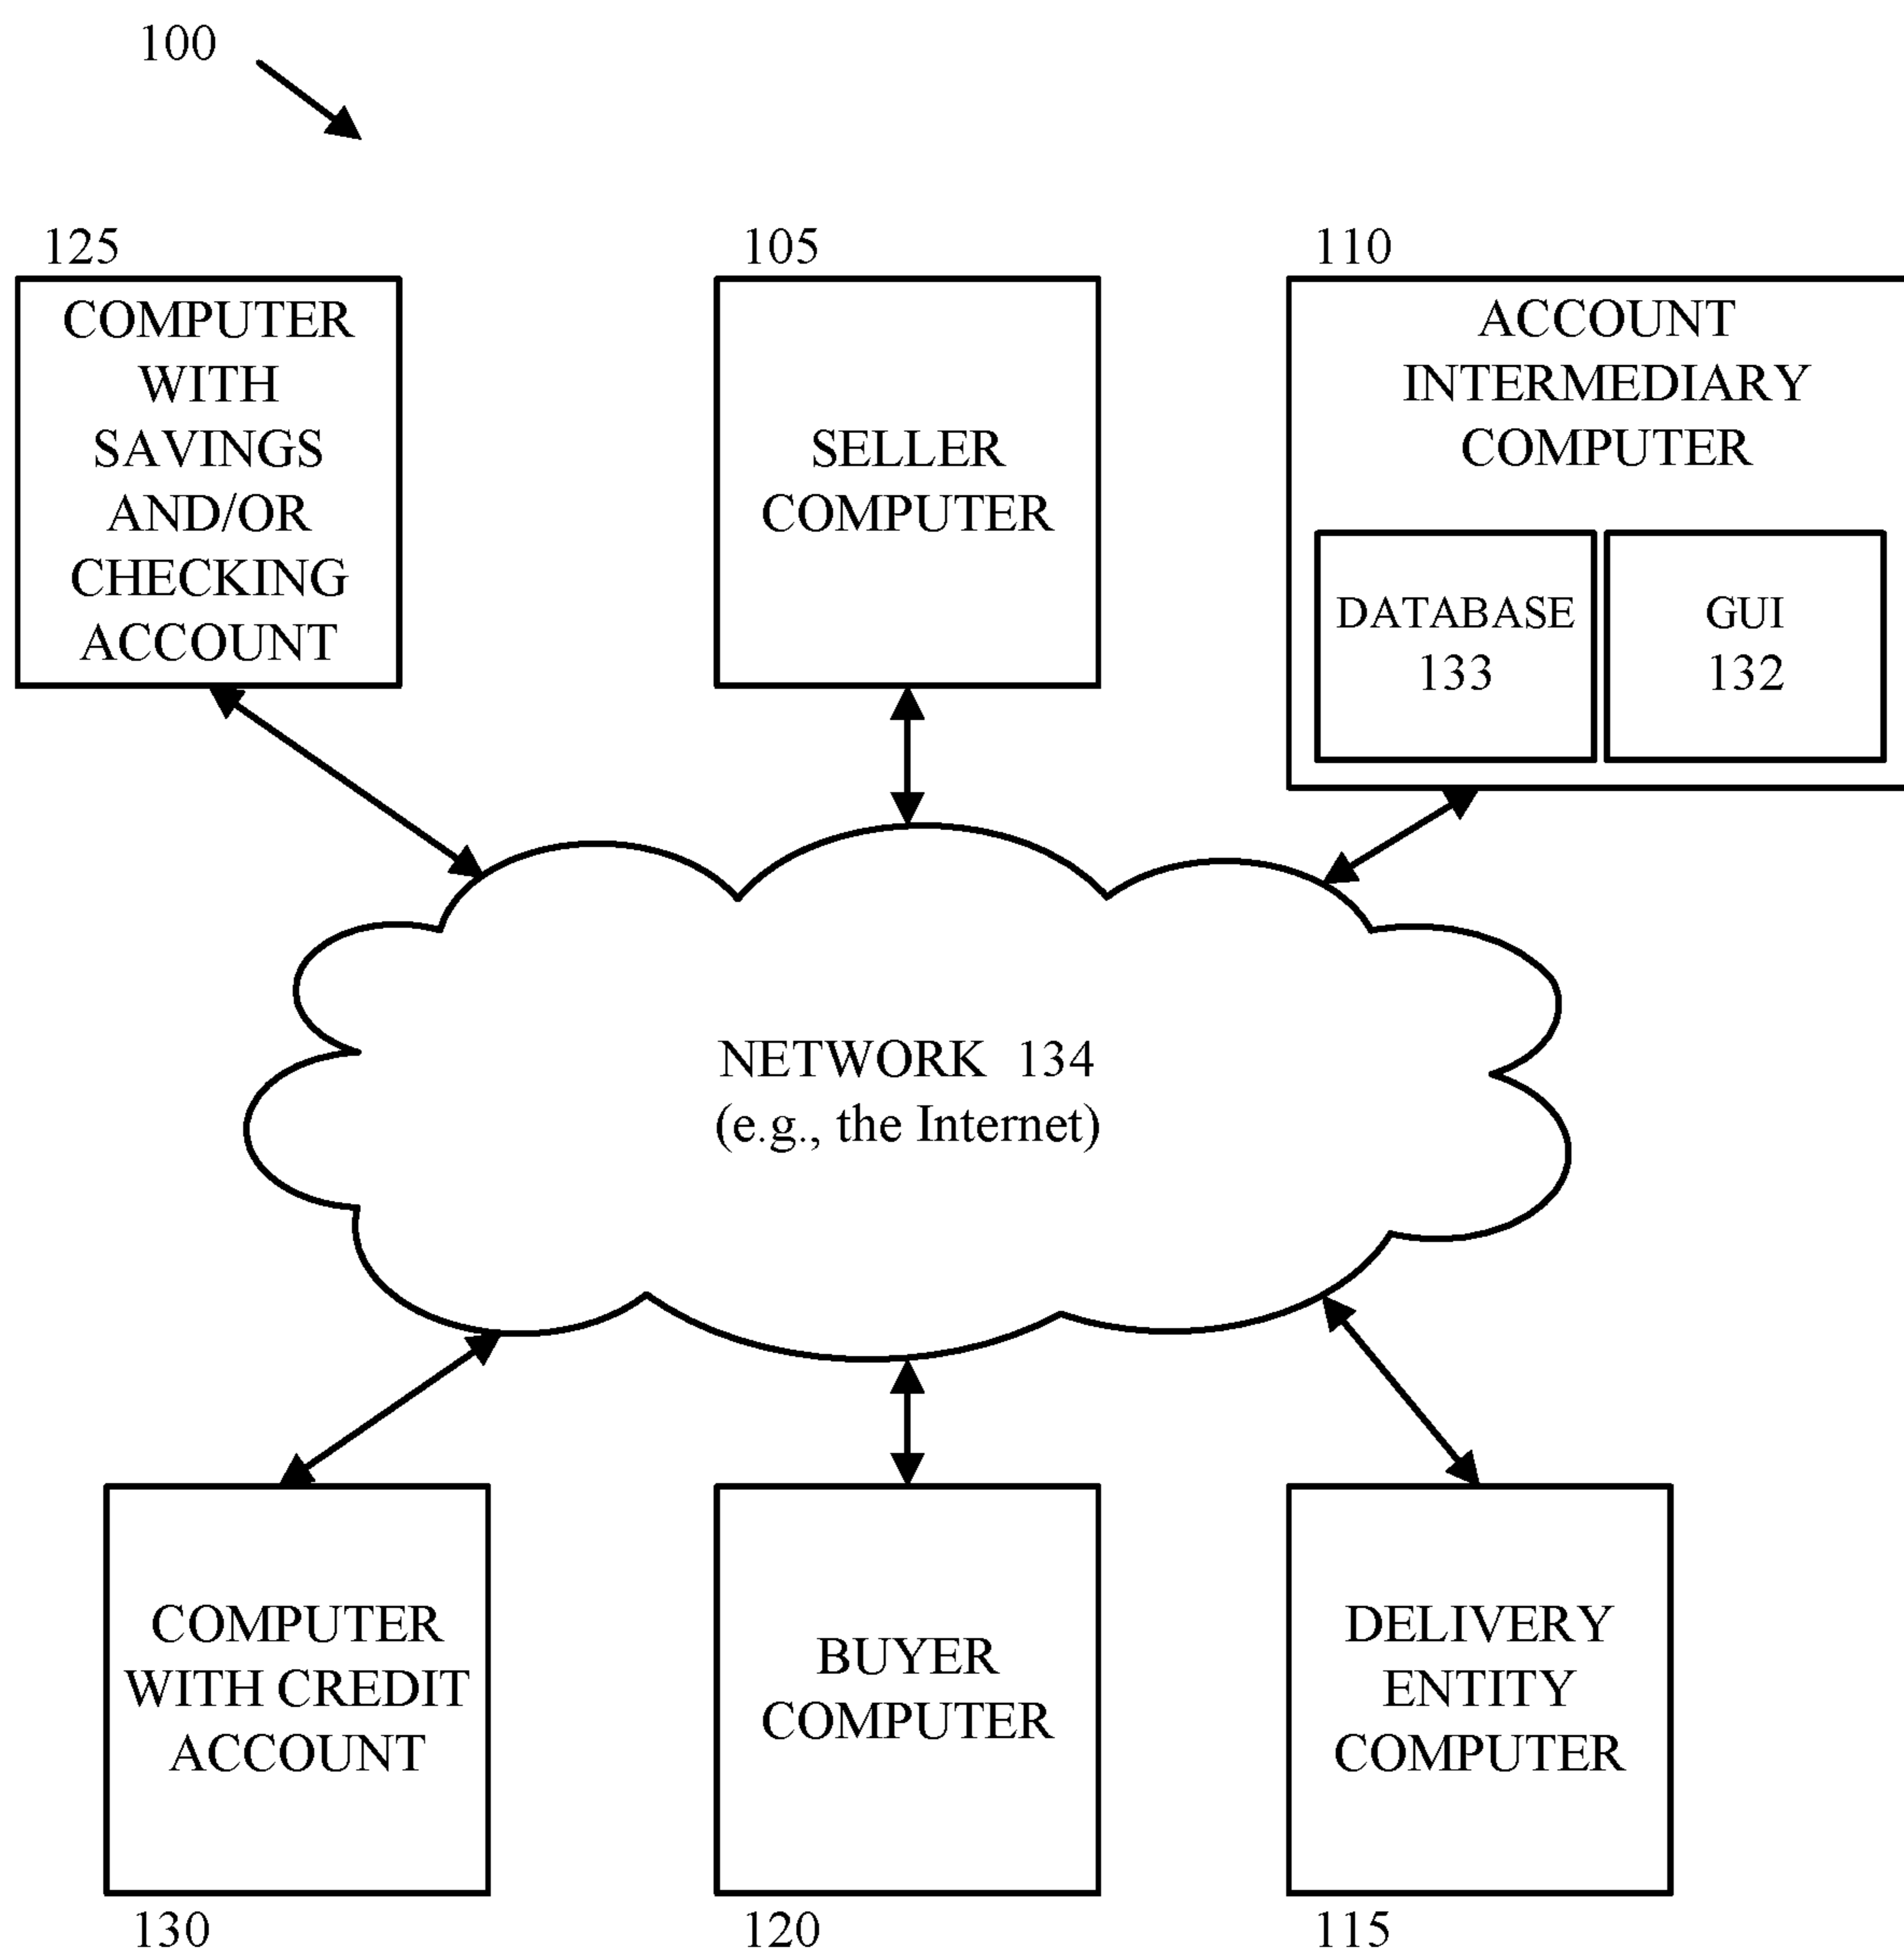 100
125
COMPUTER
WITH
SAVINGS
AND/OR
CHECKING
ACCOUNT
105
SELLER
COMPUTER
110
ACCOUNT
INTERMEDIARY
COMPUTER
DATABASE
133
GUI
132
NETWORK 134
(e.g., the Internet)
COMPUTER
WITH CREDIT
ACCOUNT
130
BUYER
COMPUTER
120
DELIVERY
ENTITY
COMPUTER
115